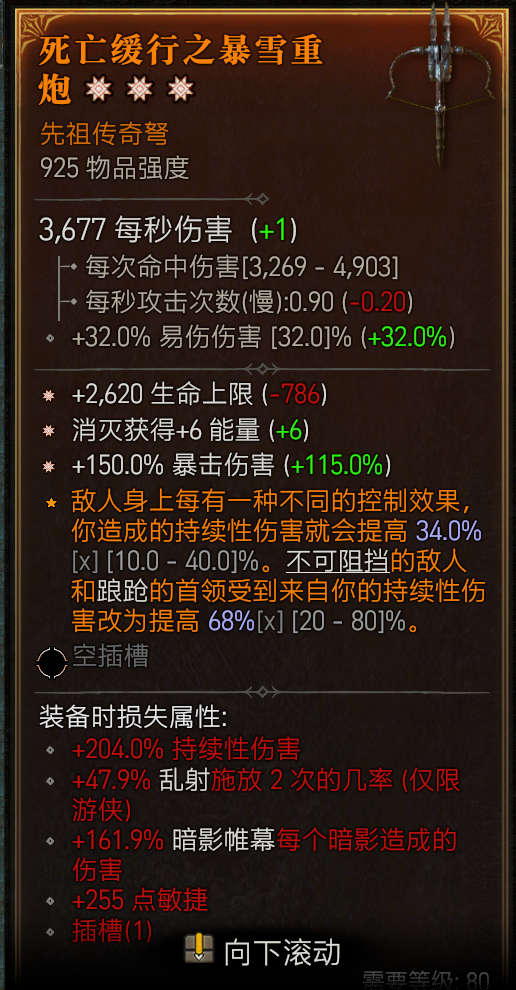 死亡缓行之暴雪重
炮
先祖传奇弩
925 物品强度
3,677 每秒伤害 (+1)
每次命中伤害[3,269 - 4,903]
每秒攻击次数(慢):0.90 (-0.20)
+32.0% 易伤伤害 [32.0]% (+32.0%)
+2,620 生命上限 (-786)
消灭获得+6 能量 (+6)
+150.0% 暴击伤害 (+115.0%)
敌人身上每有一种不同的控制效果，
你造成的持续性伤害就会提高 34.0%
[x] [10.0 - 40.0]%。不可阻挡的敌人
和踉跄的首领受到来自你的持续性伤
害改为提高 68%[x] [20 - 80]%。
空插槽
装备时损失属性:
+204.0% 持续性伤害
+47.9% 乱射施放 2 次的几率 (仅限
游侠)
+161.9% 暗影帷幕每个暗影造成的
伤害
+255 点敏捷
插槽(1)
向下滚动
需要等级: 80